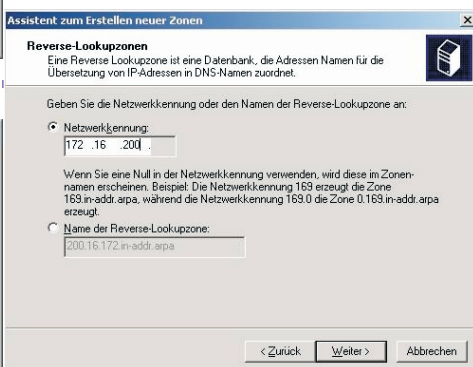 Assistent zum Erstellen neuer Zonen
Reverse-Lookupzonen
Eine Reverse Lookupzone ist eine Datenbank, die Adressen Namen für die
Übersetzung von IP-Adressen in DNS-Namen zuordnet.
Geben Sie die Netzwerkkennung oder den Namen der Reverse-Lookupzone an:
Netzwerkkennung:
172 .16 .200 .
Wenn Sie eine Null in der Netzwerkkennung verwenden, wird diese im Zonen-
namen erscheinen. Beispiel: Die Netzwerkkennung 169 erzeugt die Zone
169.in-addr.arpa, während die Netzwerkkennung 169.0 die Zone 0.169.in-addr.arpa
erzeugt.
Name der Reverse-Lookupzone:
200.16.172.in-addr.arpa
< Zurück Weiter > Abbrechen